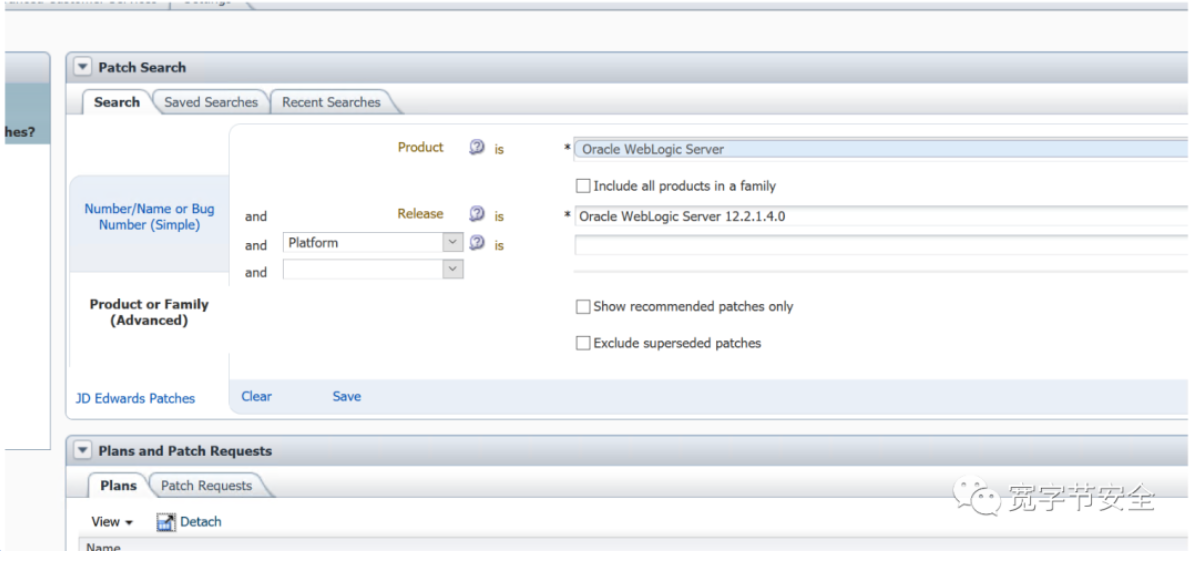 Patch Search
Search Saved Searches Recent Searches
hes?
Product is * Oracle WebLogic Server
Include all products in a family
Number/Name or Bug Number (Simple)
and Release is * Oracle WebLogic Server 12.2.1.4.0
and Platform is
and
Product or Family (Advanced)
Show recommended patches only
Exclude superseded patches
JD Edwards Patches
Clear Save
Plans and Patch Requests
Plans Patch Requests
View Detach
Name
宽字节安全